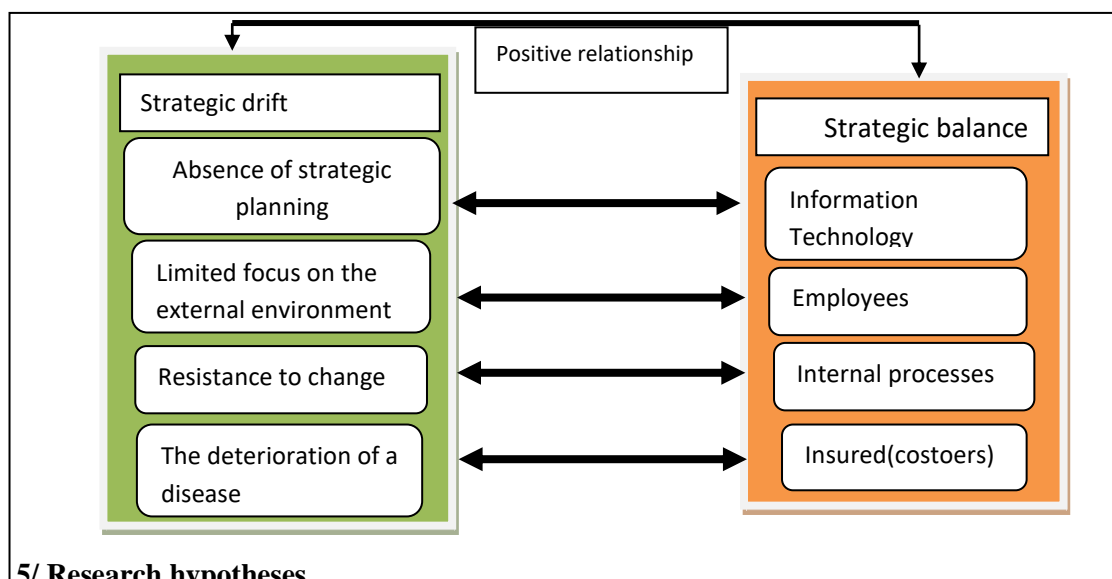 Positive relationship
Strategic drift
Absence of strategic
planning
Limited focus on the
external environment
Resistance to change
The deterioration of a
disease
Strategic balance
Information
Technology
Employees
Internal processes
Insured(costoers)
5/ Research hypotheses